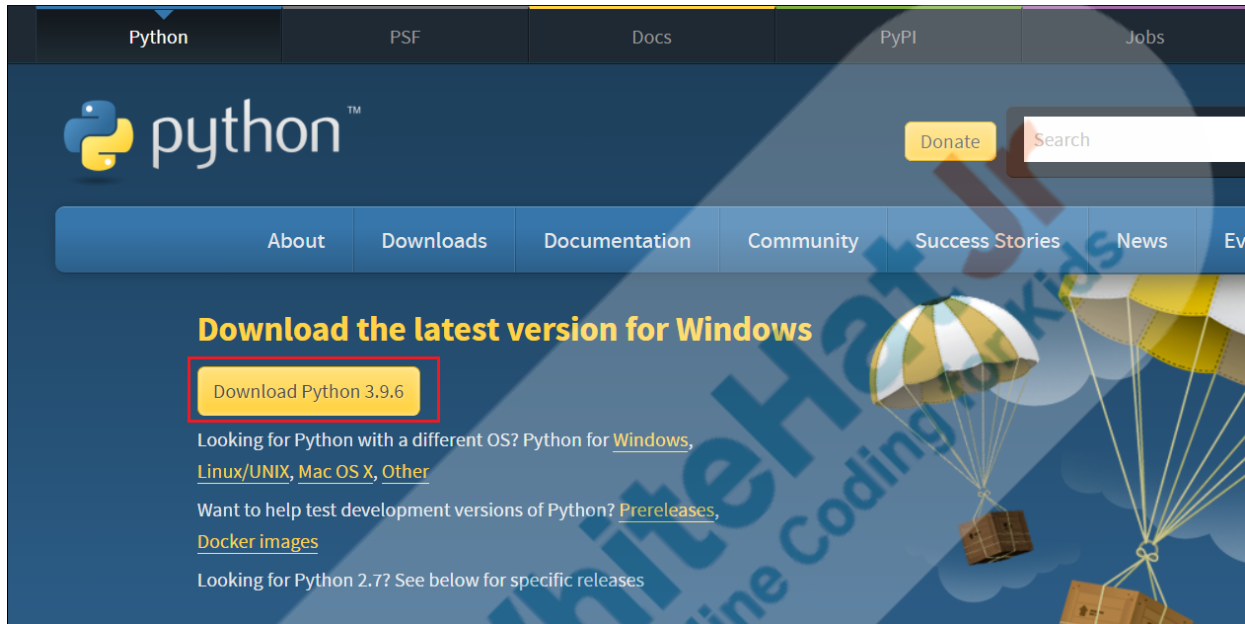 Python PSF Docs PyPI Jobs
python™
Donate Search
About Downloads Documentation Community Success Stories News Ev
Download the latest version for Windows
Download Python 3.9.6
Looking for Python with a different OS? Python for Windows,
Linux/UNIX, Mac OS X, Other
Want to help test development versions of Python? Prereleases,
Docker images
Looking for Python 2.7? See below for specific releases
WhiteHat Jr
line Coding for Kids